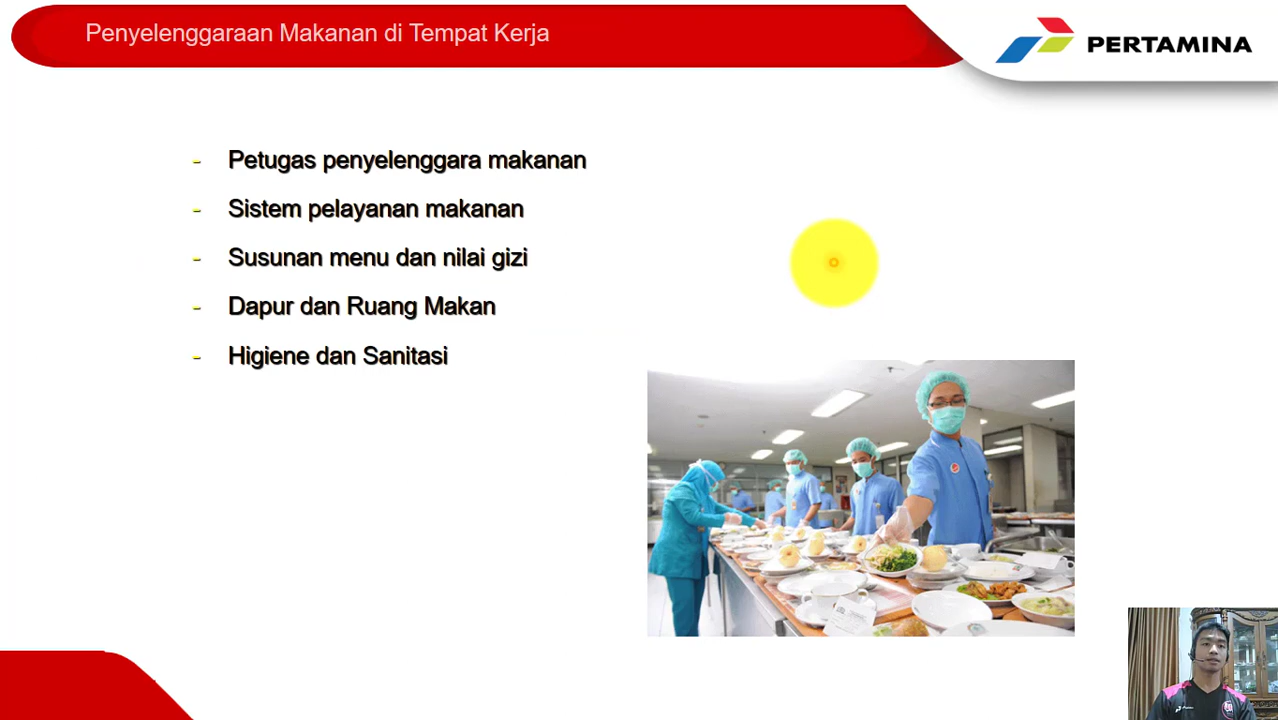 Penyelenggaraan Makanan di Tempat Kerja
PERTAMINA
- Petugas penyelenggara makanan
- Sistem pelayanan makanan
- Susunan menu dan nilai gizi
- Dapur dan Ruang Makan
- Higiene dan Sanitasi